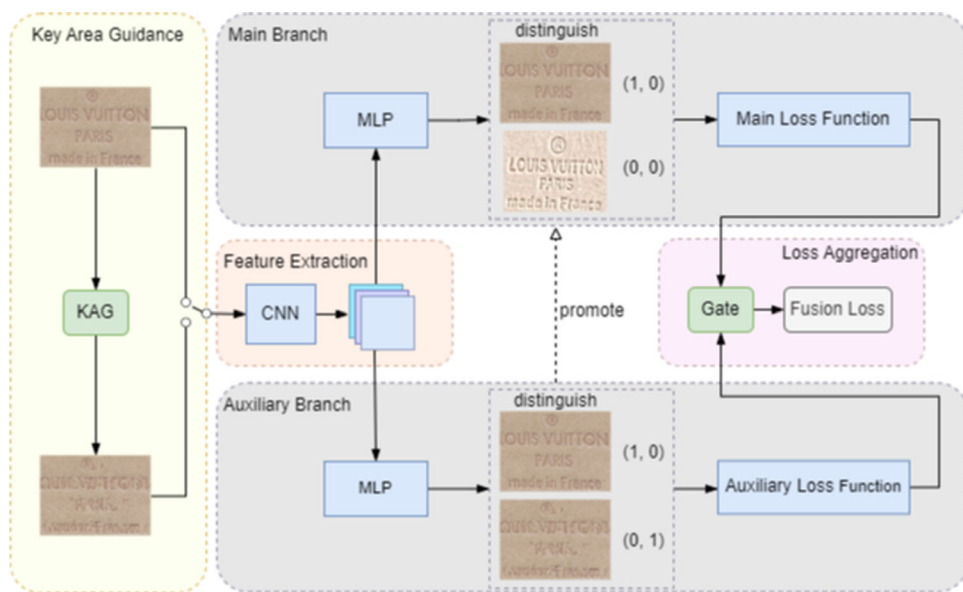 Key Area Guidance
LOUIS VUITTON
PARIS
made in France
KAG
Main Branch
MLP
distinguish
LOUIS VUITTON
PARIS
made in France
(1, 0)
LOUIS VUITTON
PARIS
made in France
(0, 0)
Main Loss Function
Feature Extraction
CNN
promote
Loss Aggregation
Gate
Fusion Loss
Auxiliary Branch
MLP
distinguish
LOUIS VUITTON
PARIS
made in France
(1, 0)
(0, 1)
Auxiliary Loss Function